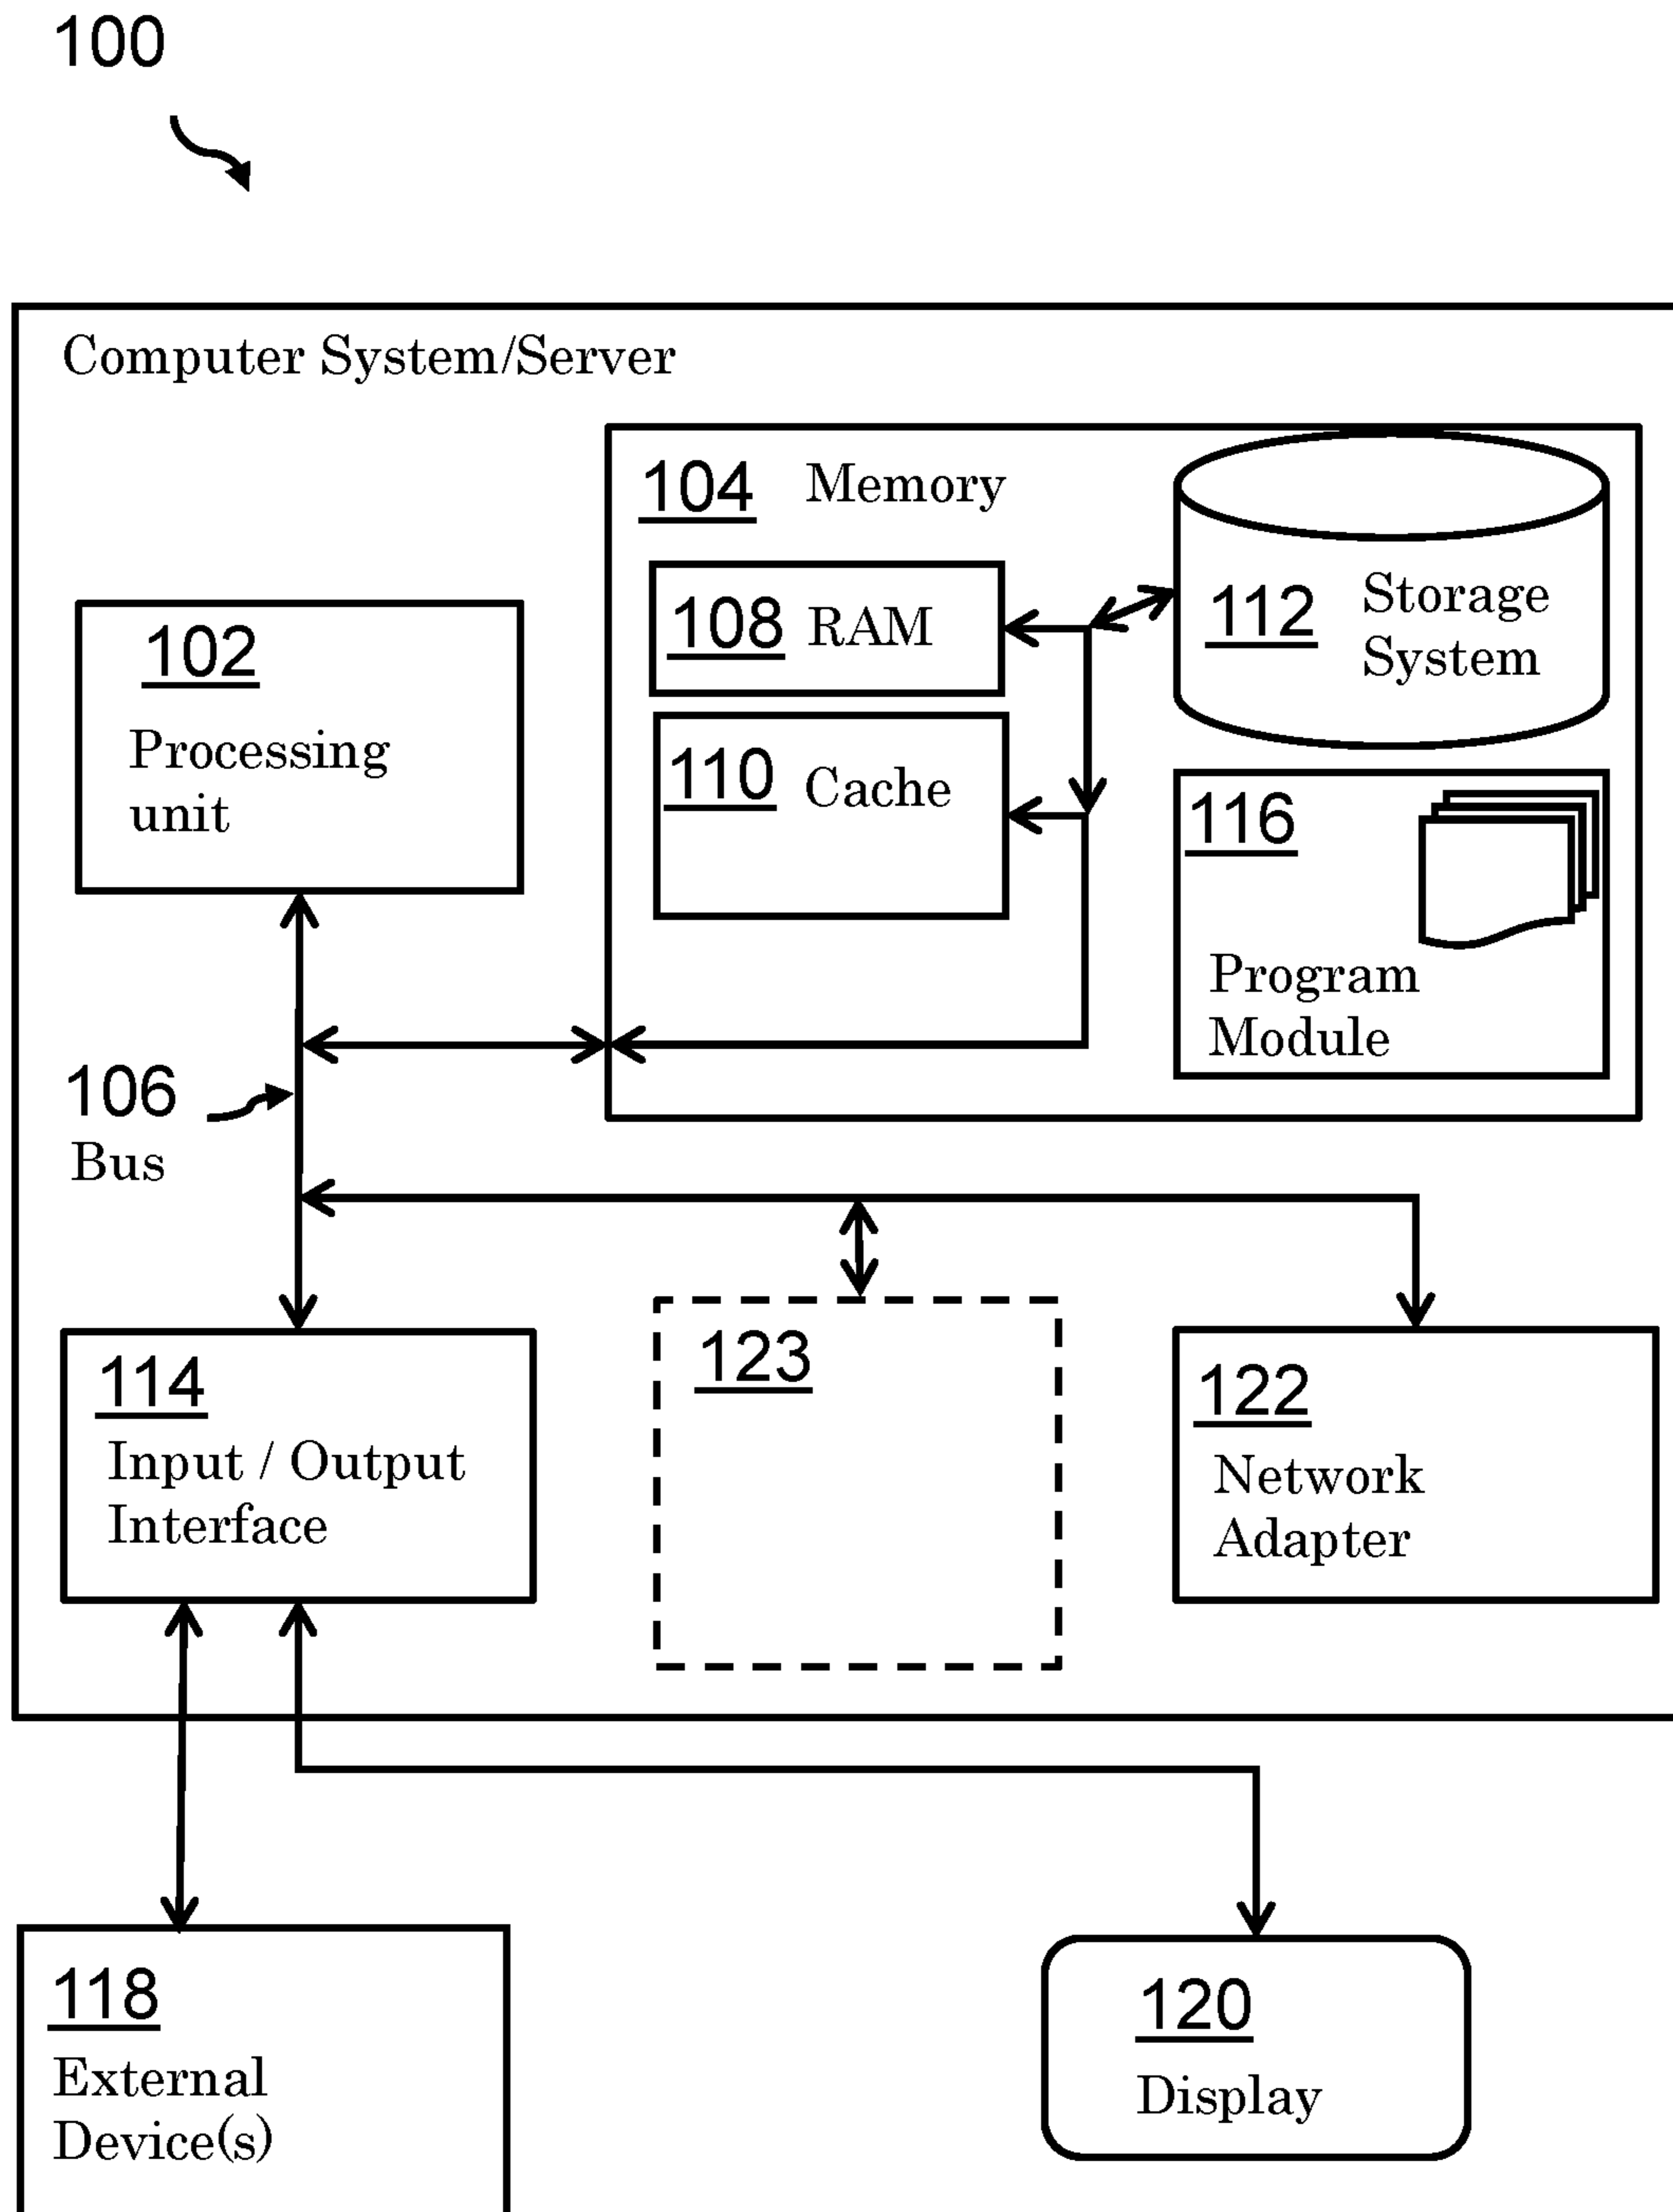 100
Computer System/Server
104 Memory
108 RAM
112 Storage
System
102
Processing
unit
110 Cache
116
Program
Module
106
Bus
114
Input / Output
Interface
123
122
Network
Adapter
118
External
Device(s)
120
Display